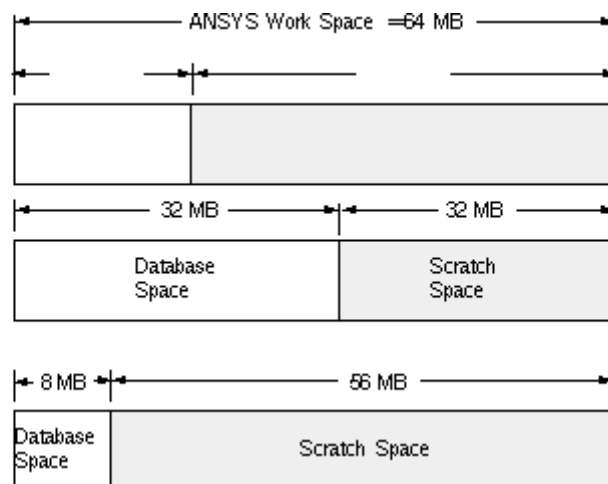 ANSYS Work Space =64 MB
32 MB 32 MB
Database Scratch
Space Space
8 MB 56 MB
Database
Space
Scratch Space